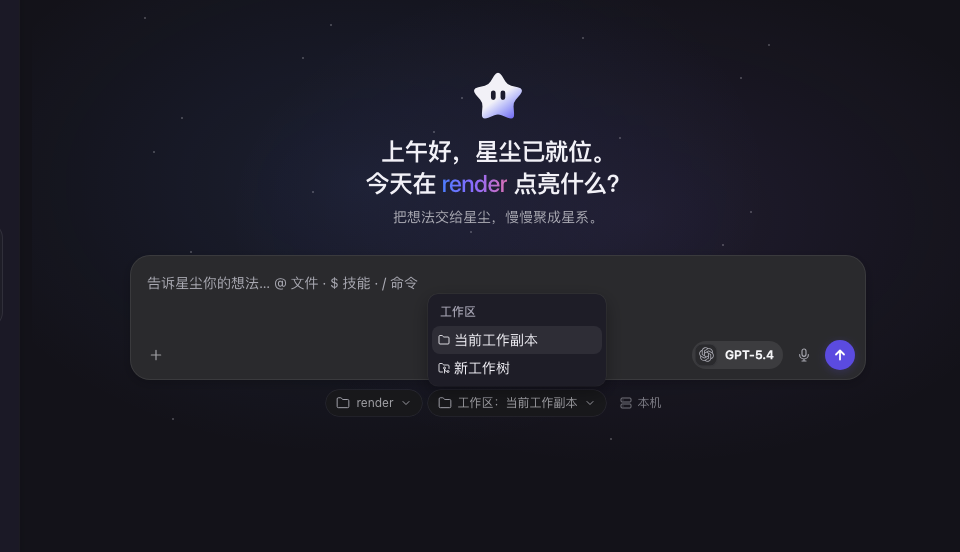 上午好，星尘已就位。
今天在 render 点亮什么?
把想法交给星尘，慢慢聚成星系。
告诉星尘你的想法... @ 文件 · $ 技能 · / 命令
工作区
当前工作副本
新工作树
GPT-5.4
render
工作区：当前工作副本
本机